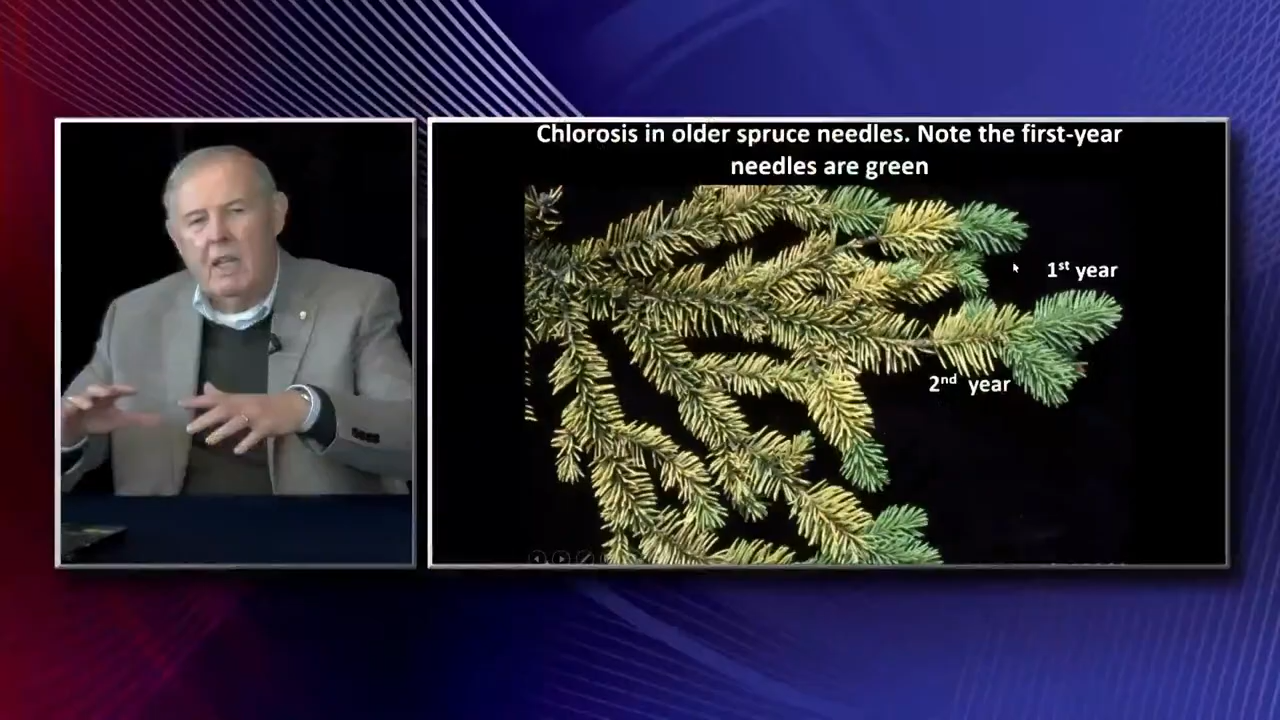 Chlorosis in older spruce needles. Note the first-year
needles are green
1st year
2nd year